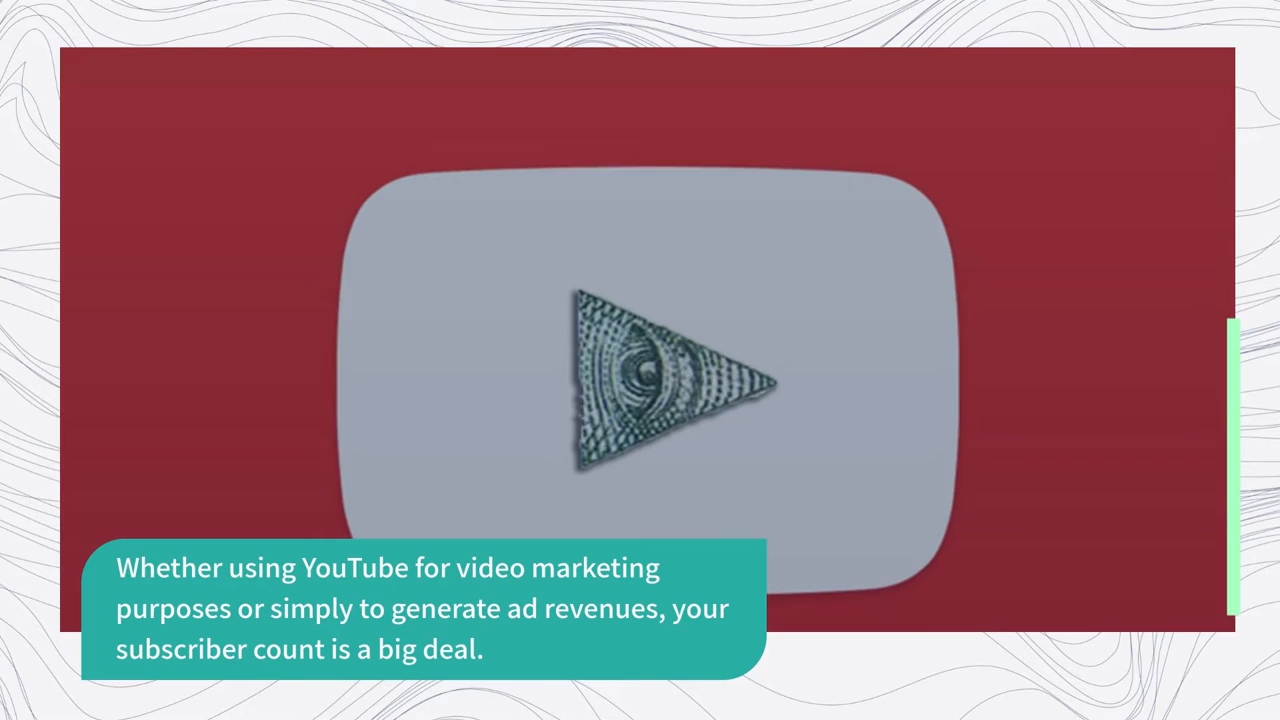 Whether using YouTube for video marketing
purposes or simply to generate ad revenues, your
subscriber count is a big deal.